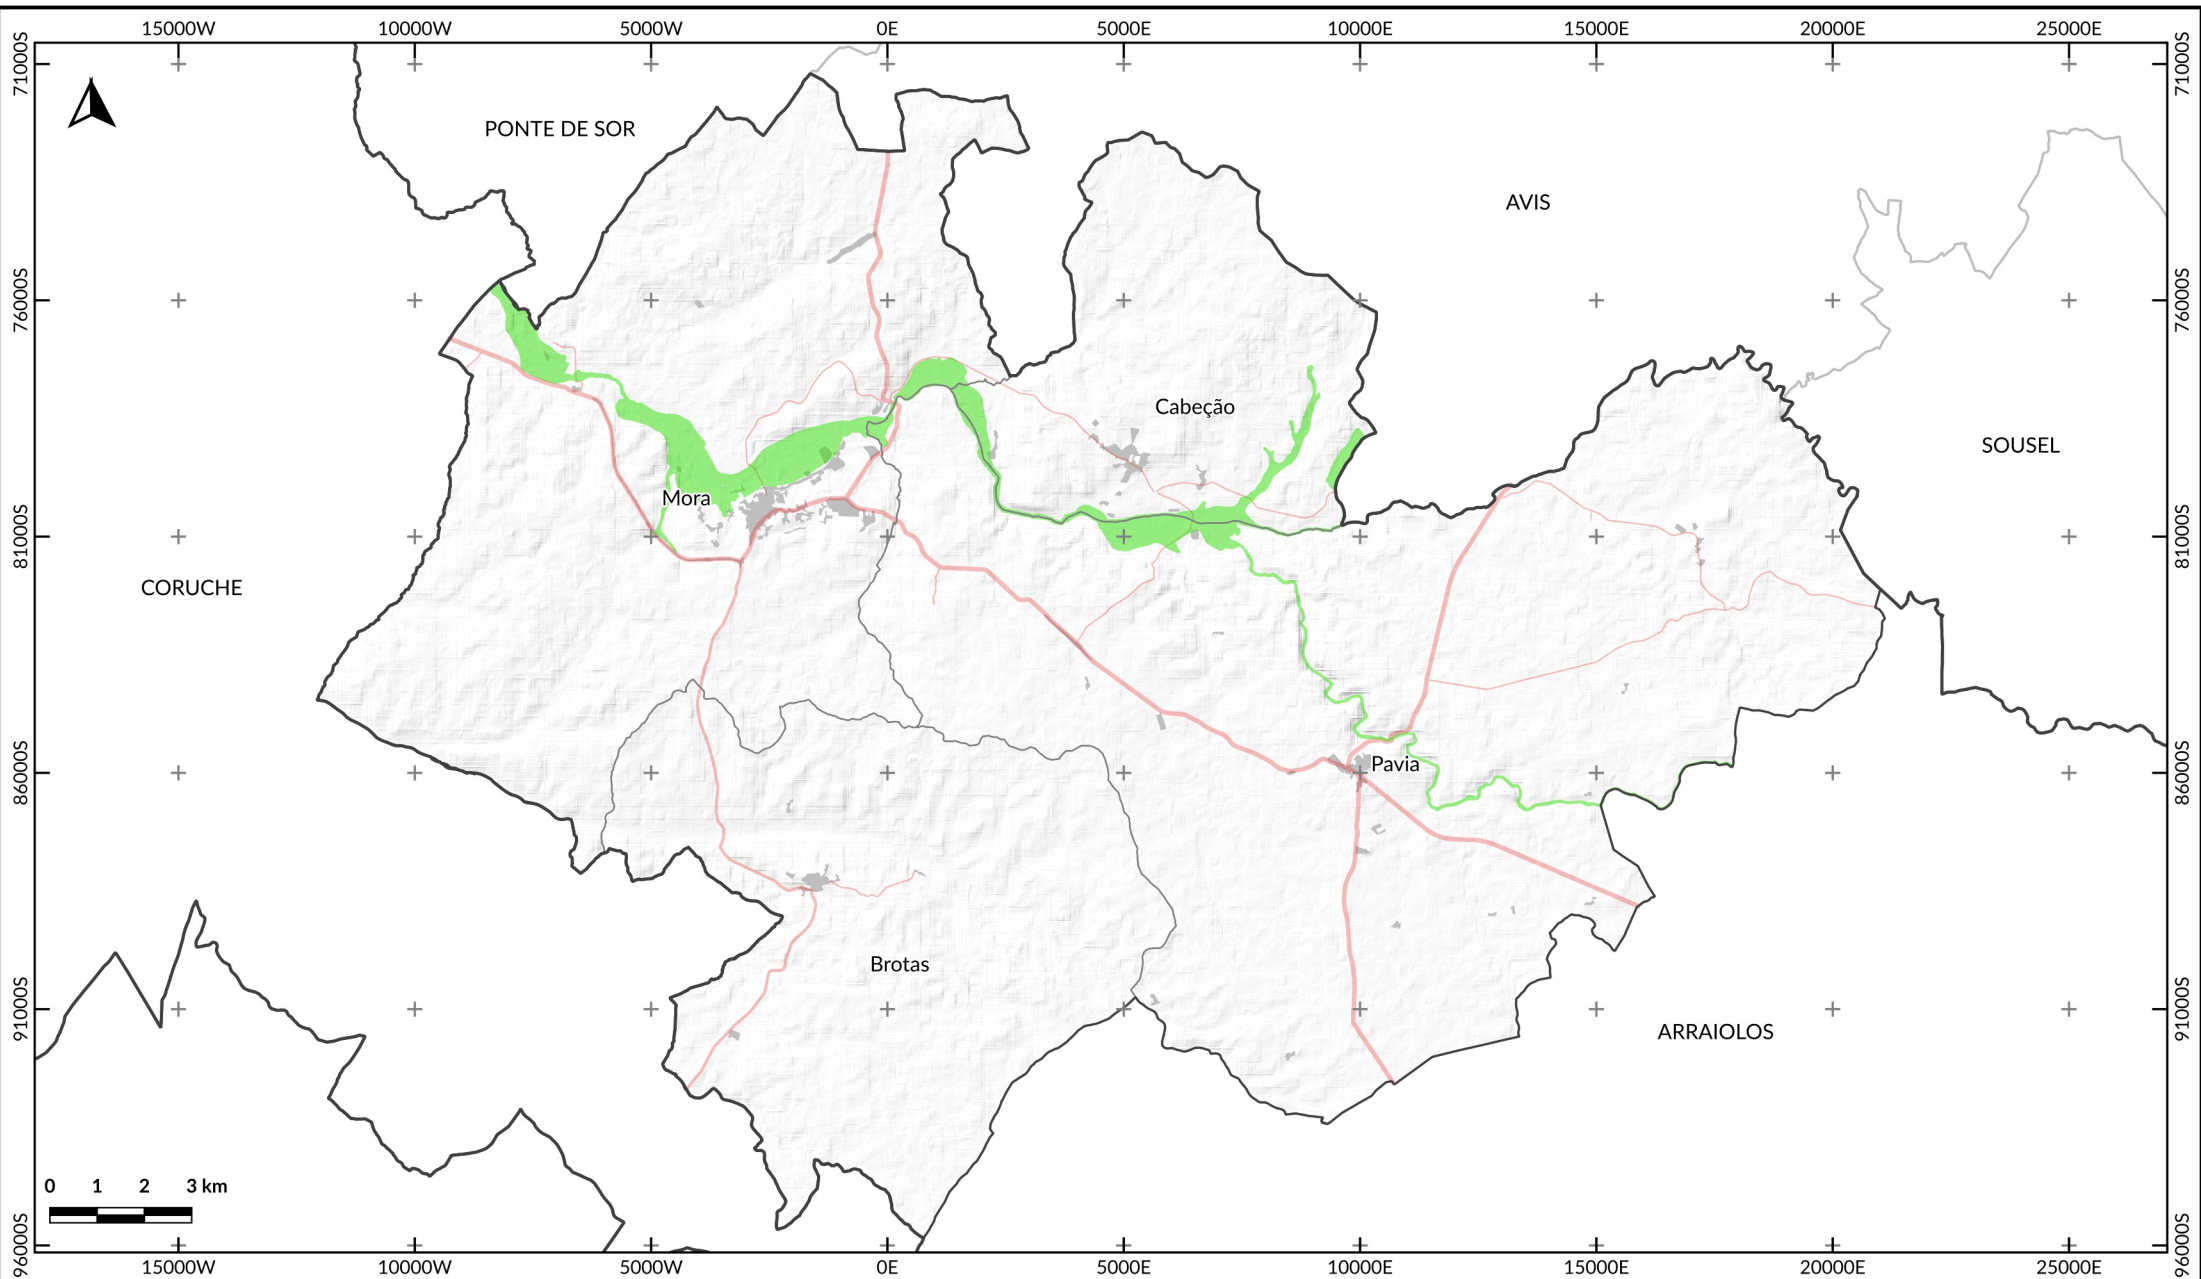 15000W 10000W 5000W 0E 5000E 10000E 15000E 20000E 25000E
71000S 71000S
PONTE DE SOR
AVIS
76000S 76000S
Cabeção
SOUSEL
Mora
81000S 81000S
CORUCHE
Pavia
86000S 86000S
Brotas
91000S 91000S
ARRAIOLOS
0 1 2 3 km
96000S 96000S
15000W 10000W 5000W 0E 5000E 10000E 15000E 20000E 25000E